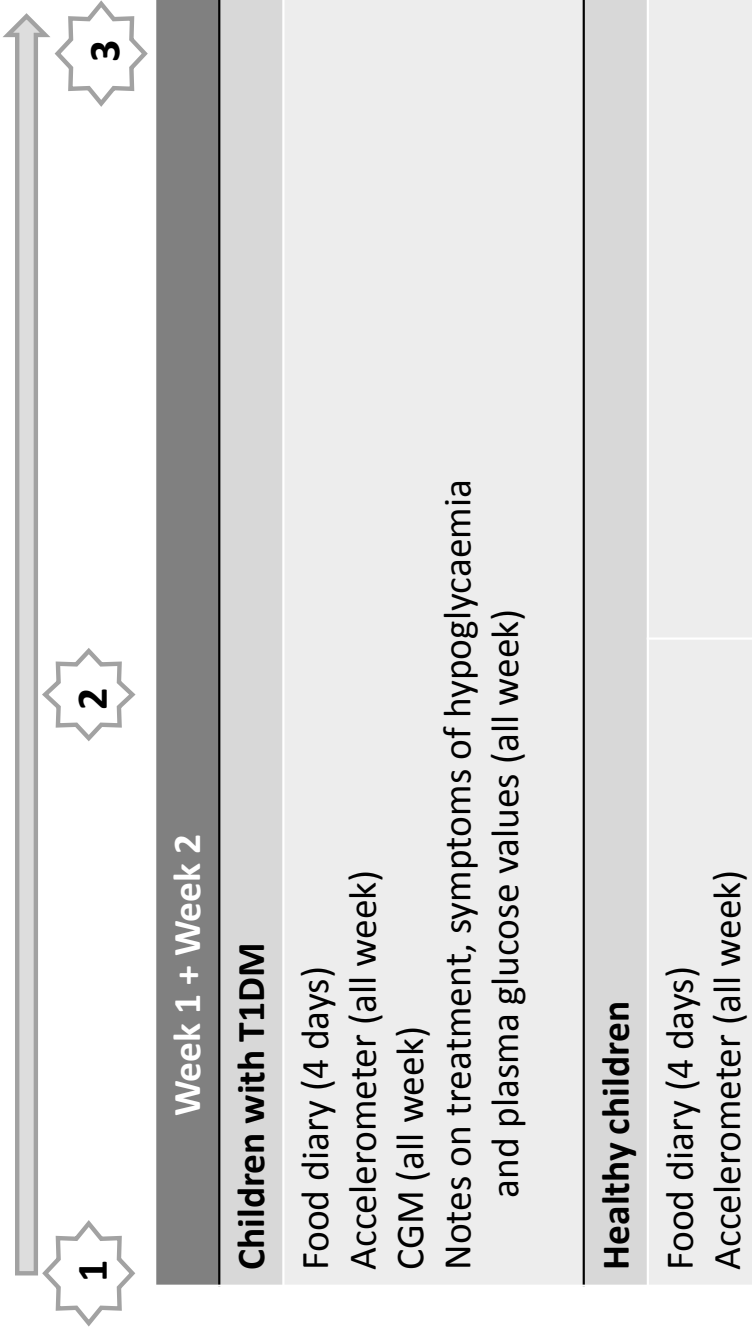 1
2
3
Week 1 + Week 2
Children with T1DM
Food diary (4 days)
Accelerometer (all week)
CGM (all week)
Notes on treatment, symptoms of hypoglycaemia
and plasma glucose values (all week)
Healthy children
Food diary (4 days)
Accelerometer (all week)